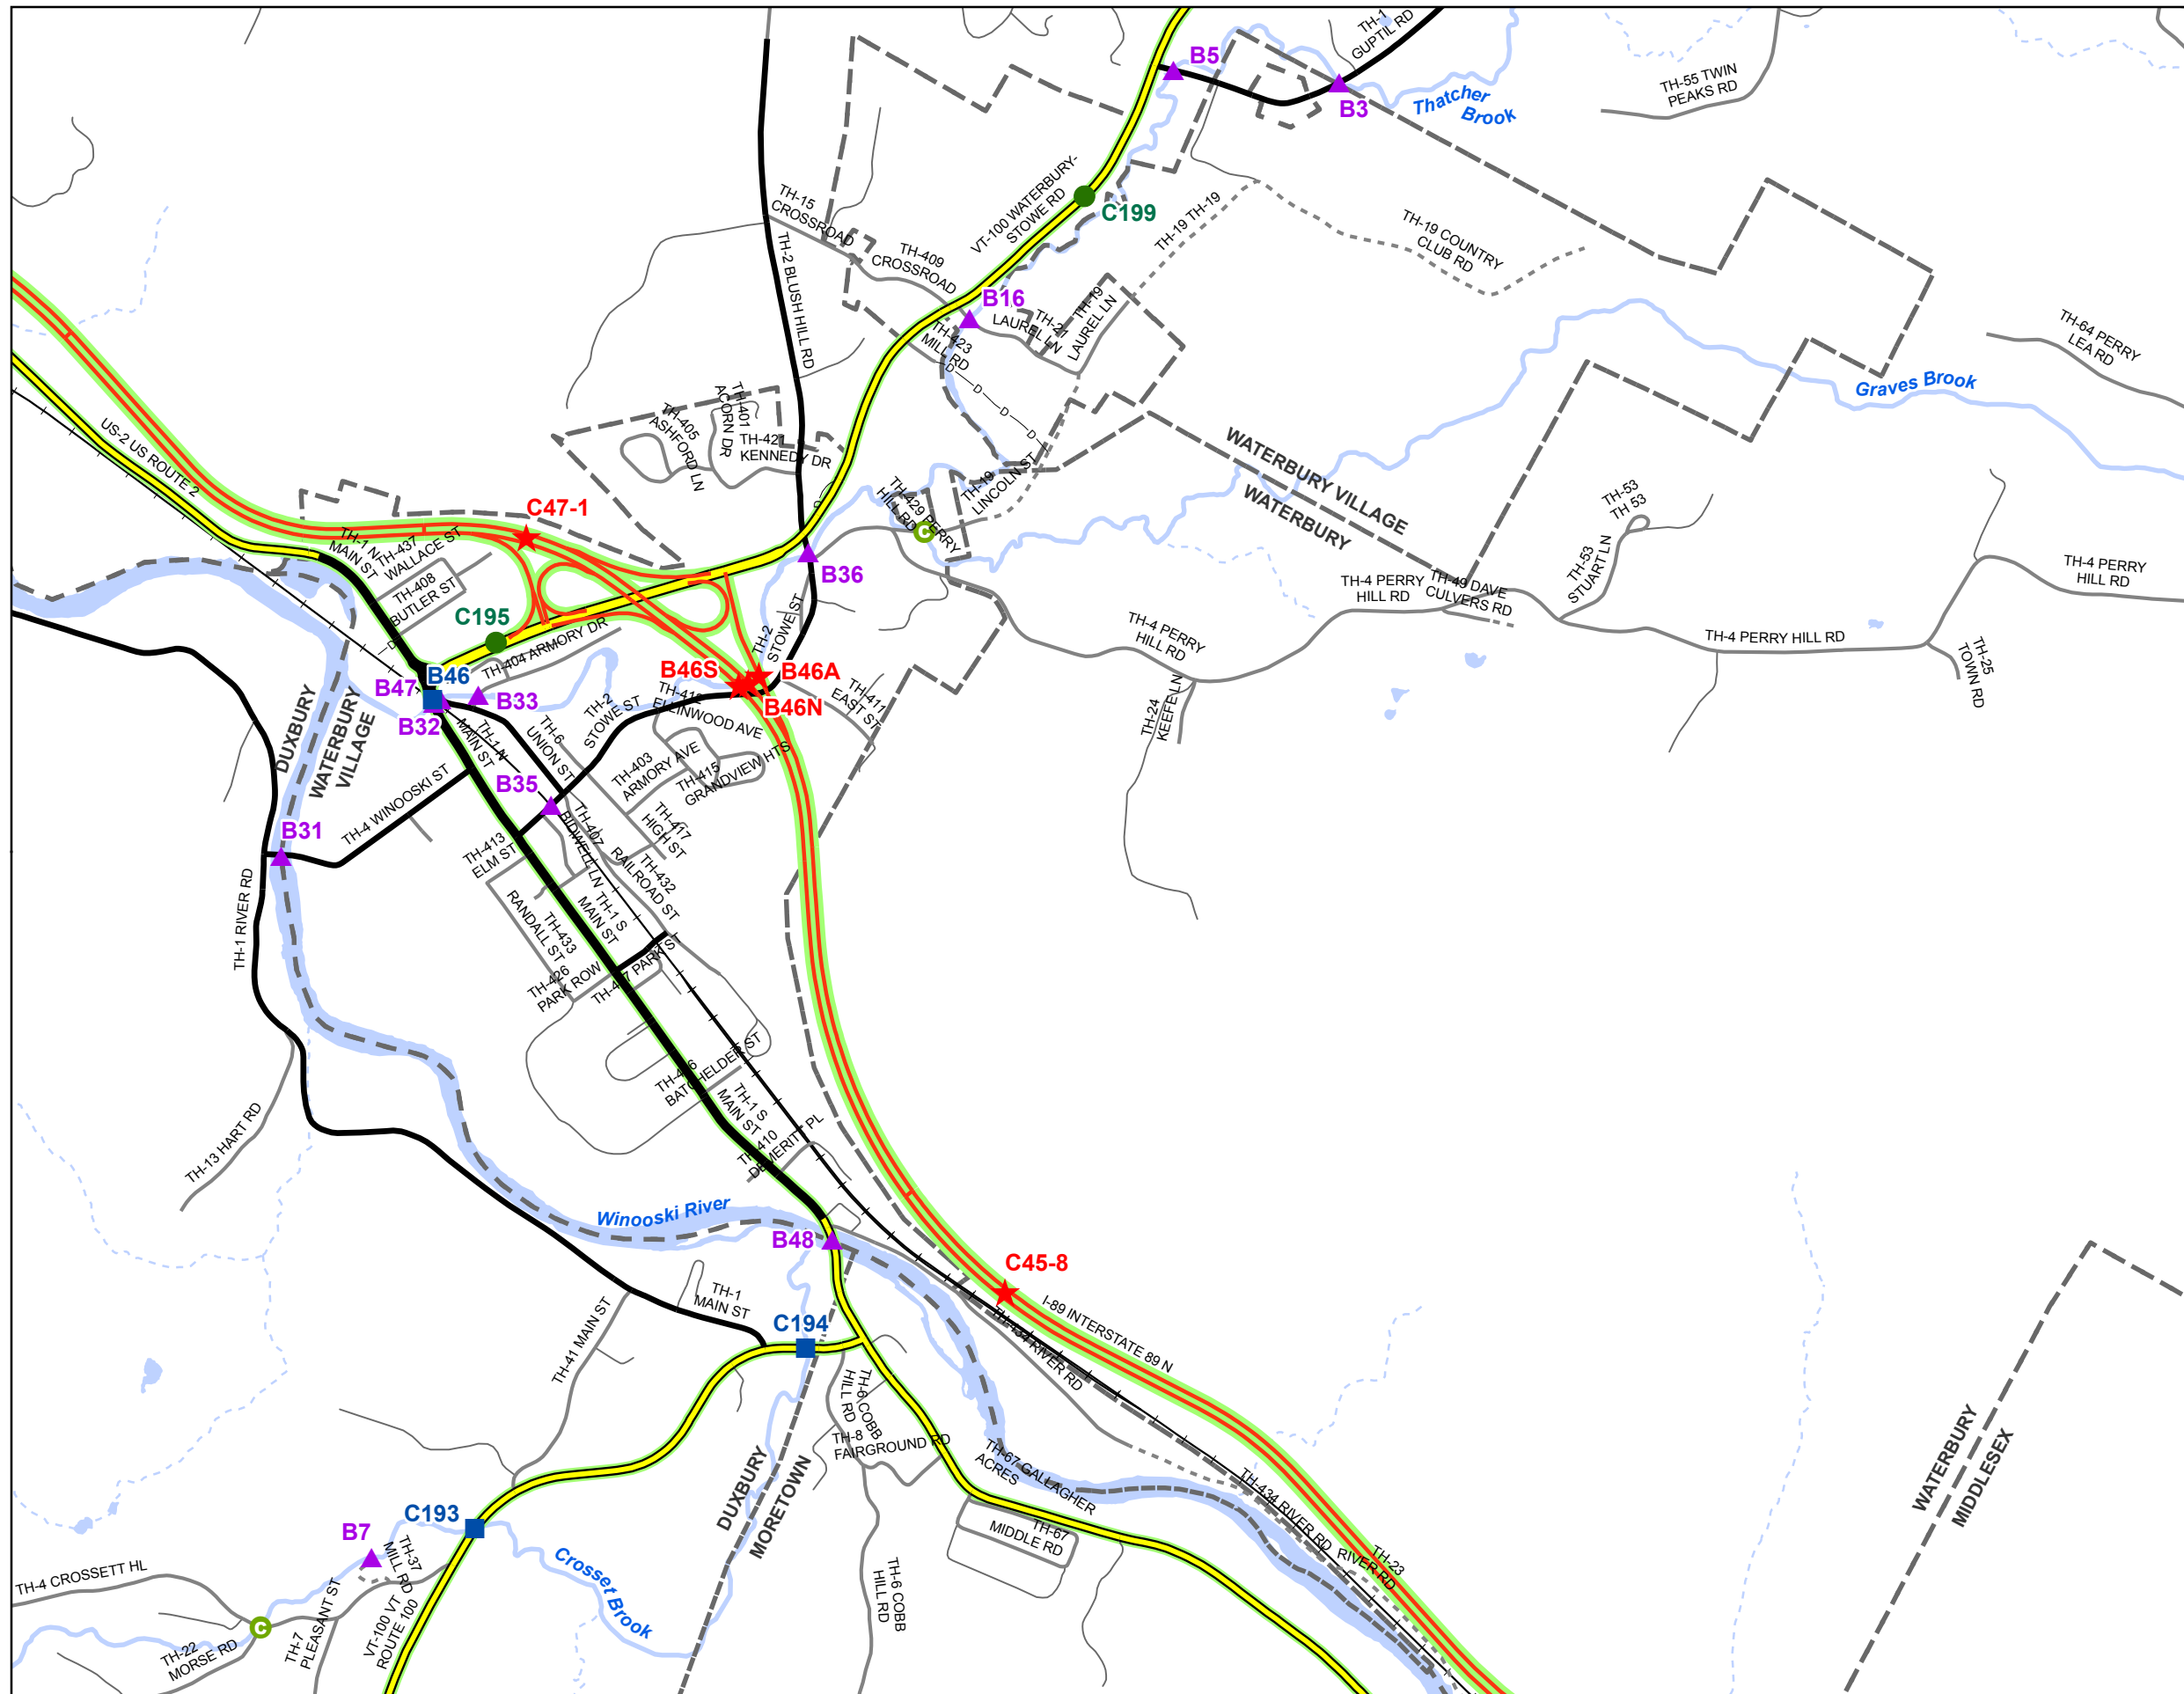 TH-1
GUPTIL RD
B5
B3
Thatcher
Brook
TH-55 TWIN
PEAKS RD
VT-100 WATERBURY-
STOWE RD
C199
TH-15
CROSSROAD
TH-409
CROSSROAD
TH-19 TH-19
TH-19 COUNTRY
CLUB RD
TH-2 BLUSH HILL RD
B16
TH-21
LAUREL LN
TH-19
LAUREL LN
TH-423
MILL RD
D
D
D
D
TH-64 PERRY
LEA RD
Graves Brook
US-2 US ROUTE 2
TH-405
ASHFORD LN
TH-401
ACORN DR
TH-421
KENNEDY DR
D
WATERBURY VILLAGE
WATERBURY
TH-429 PERRY
HILL RD
TH-19
LINCOLN ST
C
TH-53
TH 53
C47-1
TH-1 N
MAIN ST
TH-437
WALLACE ST
TH-408
BUTLER ST
B36
TH-53
STUART LN
TH-4 PERRY
HILL RD
TH-49 DAVE
CULVERS RD
TH-4 PERRY
HILL RD
C195
D
TH-404 ARMORY DR
TH-2
STOWE ST
TH-4 PERRY
HILL RD
TH-4 PERRY HILL RD
TH-25
TOWN RD
B46
B47
B33
B32
B46S
B46A
B46N
TH-411
EAST ST
ELLINWOOD AVE
TH-24
KEEFE LN
DUXBURY
WATERBURY
VILLAGE
TH-1 N
MAIN ST
TH-6
UNION ST
TH-2
STOWE ST
TH-403
ARMORY AVE
TH-415
GRANDVIEW HTS
B35
TH-4 WINOOSKI ST
B31
TH-407
BIDWELL LN
TH-417
HIGH ST
TH-413
ELM ST
TH-432
RAILROAD ST
TH-1 RIVER RD
TH-433
RANDALL ST
TH-1 S
MAIN ST
TH-426
PARK ROW
PARK ST
BATCHELDER ST
TH-1 S
MAIN ST
TH-410
DEMERITT PL
TH-13 HART RD
Winooski River
B48
C45-8
I-89 INTERSTATE 89 N
TH-1
MAIN ST
C194
TH-41 MAIN ST
TH-434 RIVER RD
TH-6 COBB
HILL RD
TH-8
FAIRGROUND RD
TH-67 GALLAGHER
ACRES
DUXBURY
MORETOWN
WATERBURY
MIDDLESEX
TH-434 RIVER RD
TH-23
RIVER RD
C193
B7
TH-37
MILL RD
Crosset Brook
TH-67
MIDDLE RD
TH-4 CROSSETT HL
C
TH-22
MORSE RD
TH-7
PLEASANT ST
VT-100 VT
ROUTE 100
TH-6 COBB
HILL RD